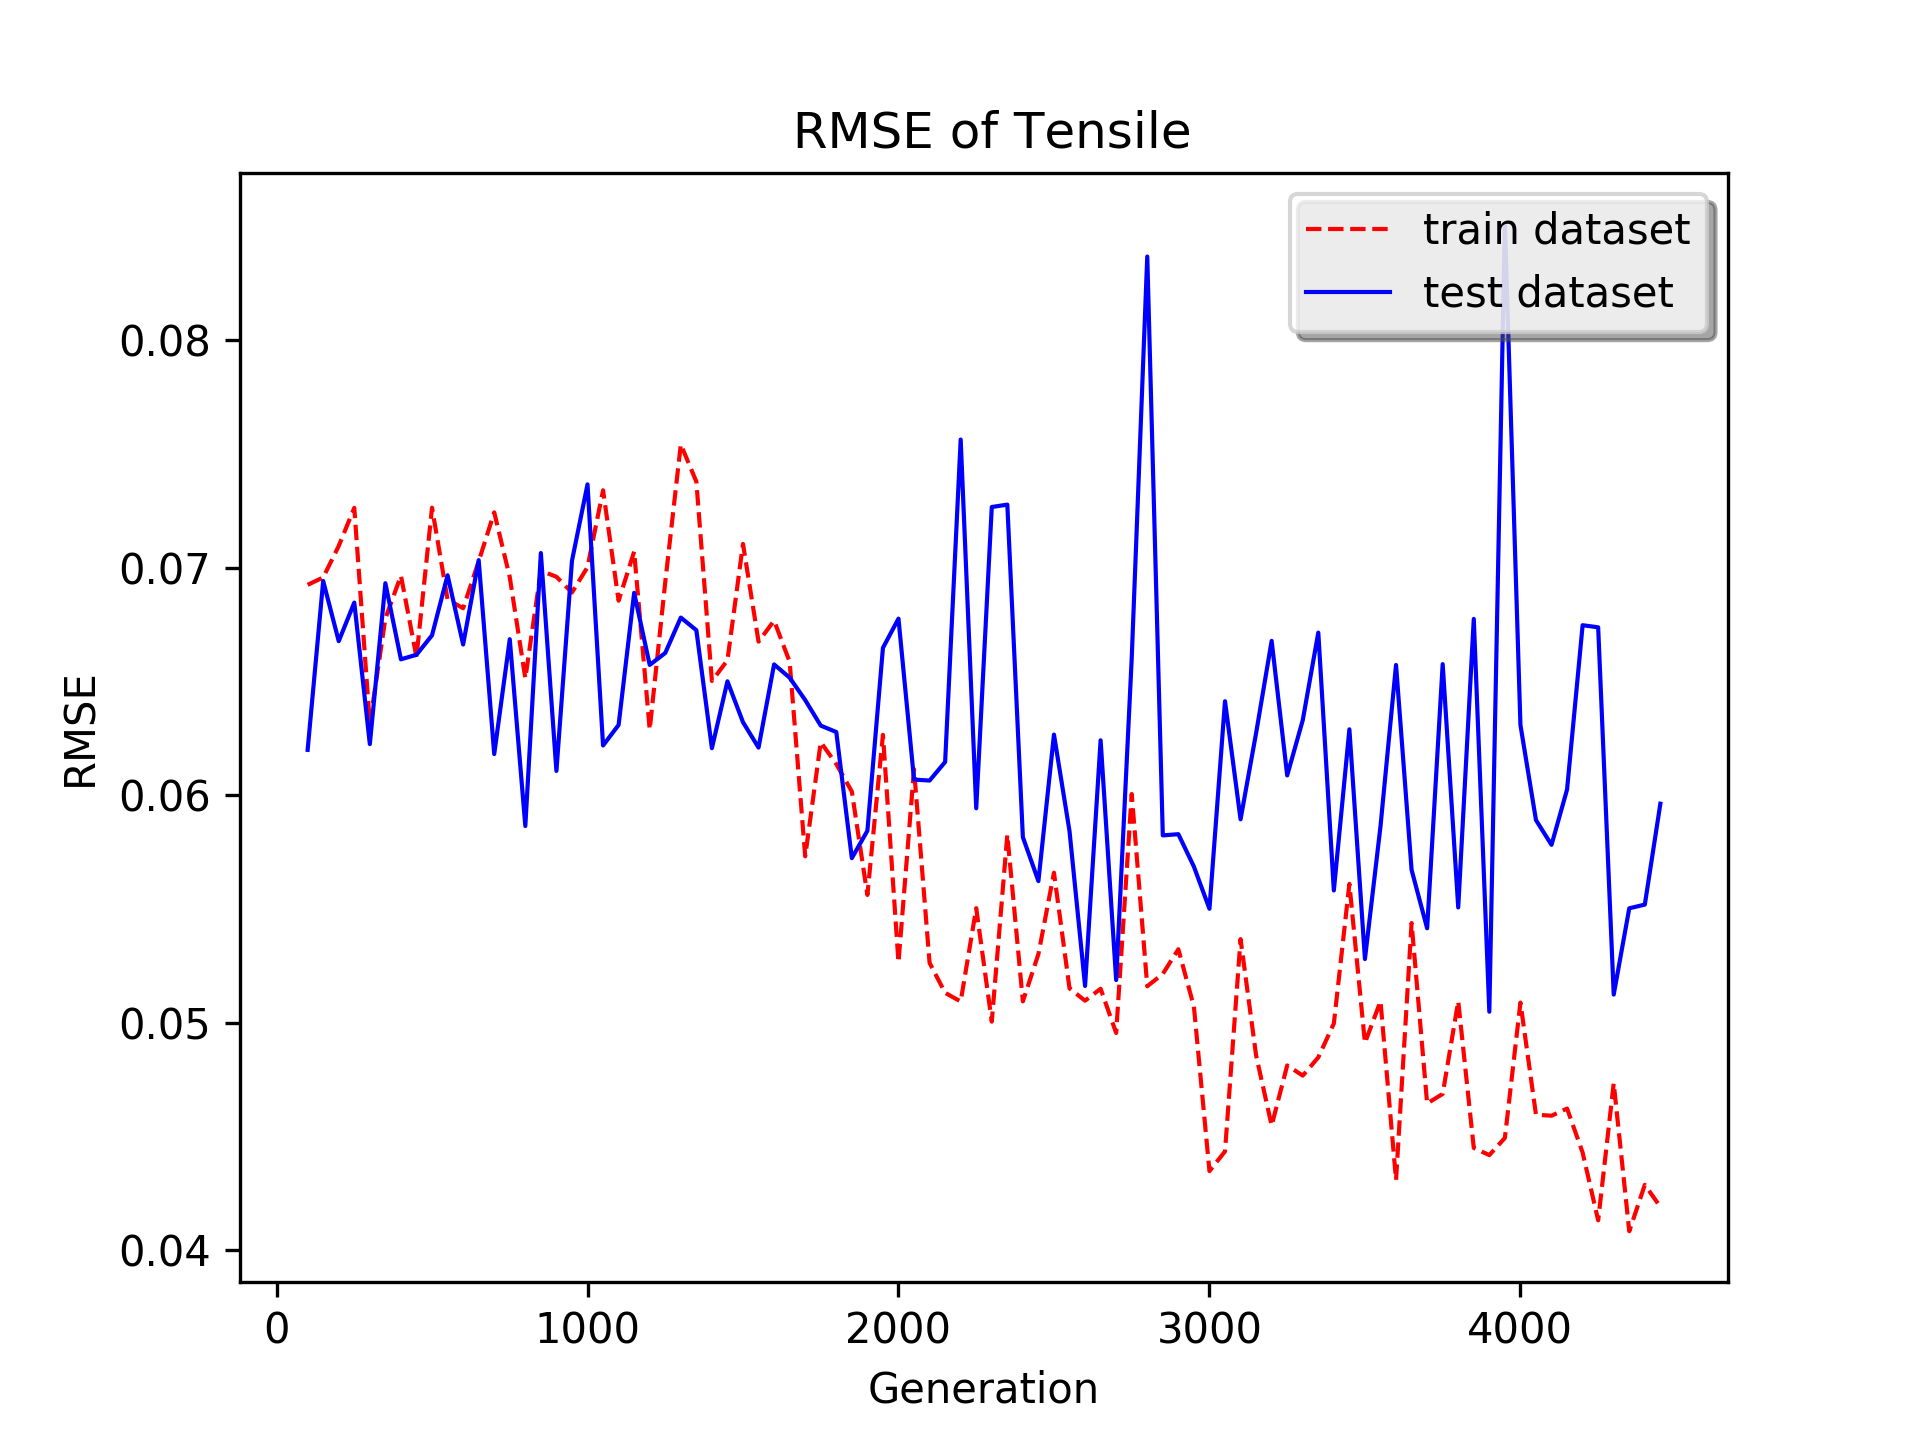 RMSE of Tensile
train dataset
test dataset
0.08
0.07
0.06
0.05
0.04
RMSE
0 1000 2000 3000 4000
Generation